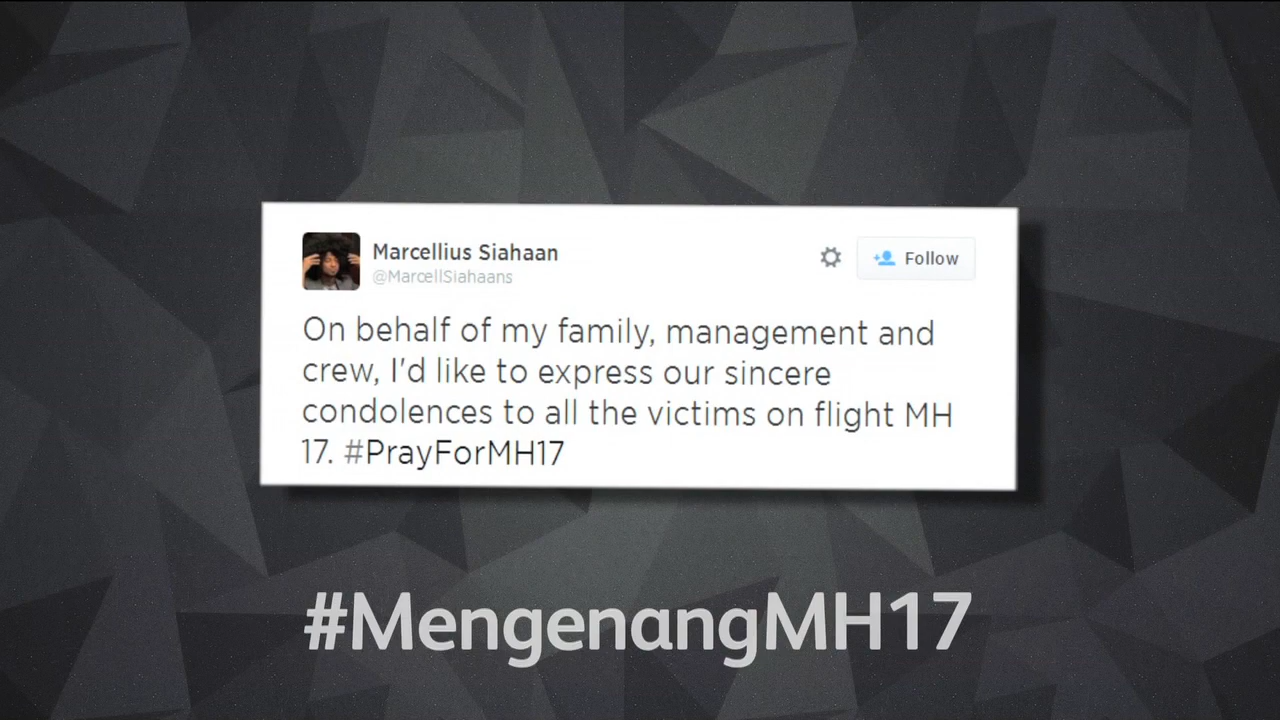 Marcellius Siahaan
@MarcellSiahaans
Follow
On behalf of my family, management and
crew, I'd like to express our sincere
condolences to all the victims on flight MH
17. #PrayForMH17
#MengenangMH17